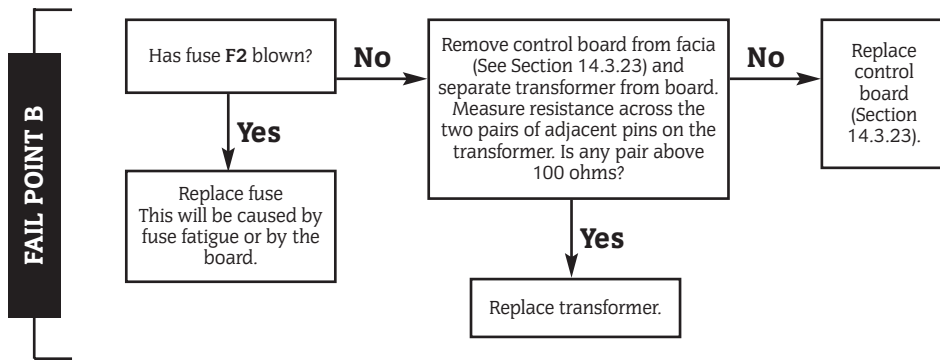 FAIL POINT B
Has fuse F2 blown?
No
Remove control board from facia
(See Section 14.3.23) and
separate transformer from board.
Measure resistance across the
two pairs of adjacent pins on the
transformer. Is any pair above
100 ohms?
No
Replace
control
board
(Section
14.3.23).
Yes
Replace fuse
This will be caused by
fuse fatigue or by the
board.
Yes
Replace transformer.